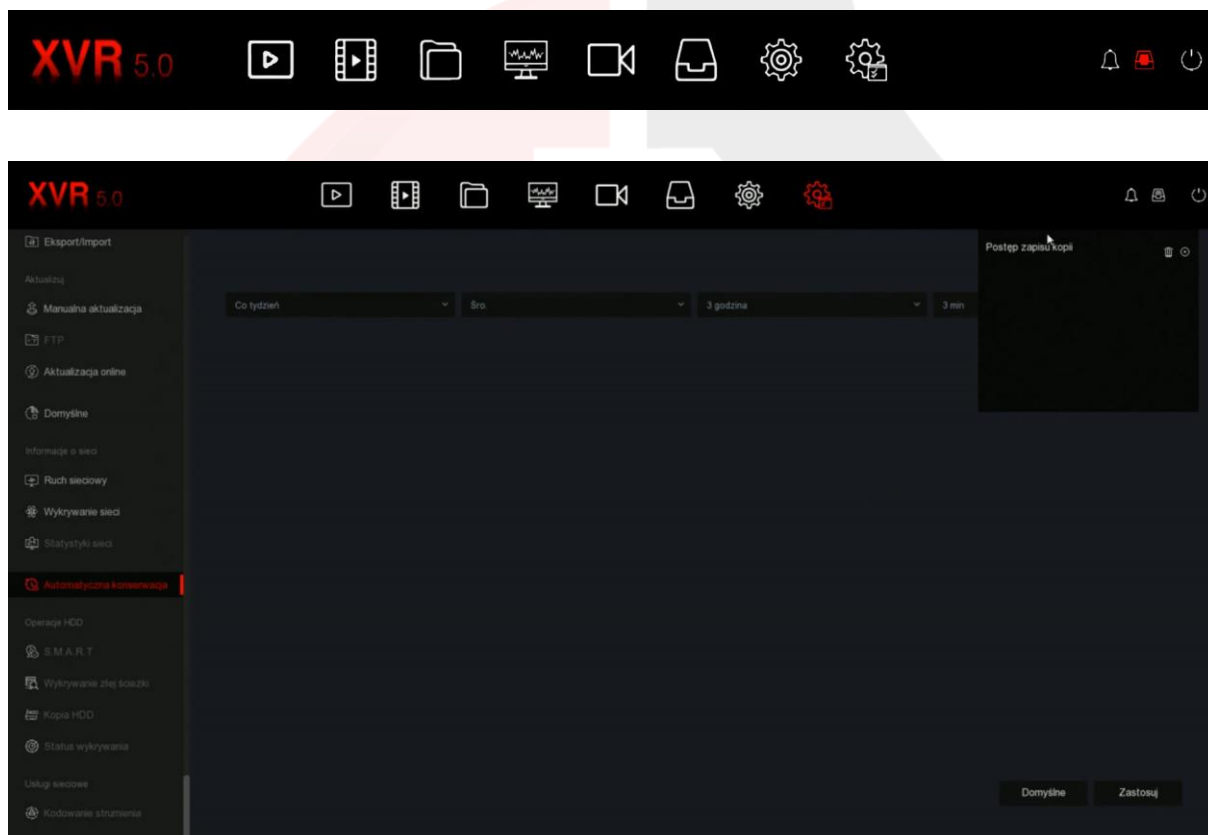 XVR 5.0
XVR 5.0
Eksport/Import
Postęp zapisu kopii
Aktualizuj
Manualna aktualizacja
Co tydzień
Śro.
3 godzina
3 min
FTP
Aktualizacja online
Domyślne
Informacje o sieci
Ruch sieciowy
Wykrywanie sieci
Statystyki sieci
Automatyczna konserwacja
Operacje HDD
S.M.A.R.T
Wykrywanie złej ścieżki
Kopia HDD
Status wykrywania
Usługi sieciowe
Domyślne
Zastosuj
Kodowanie strumienia